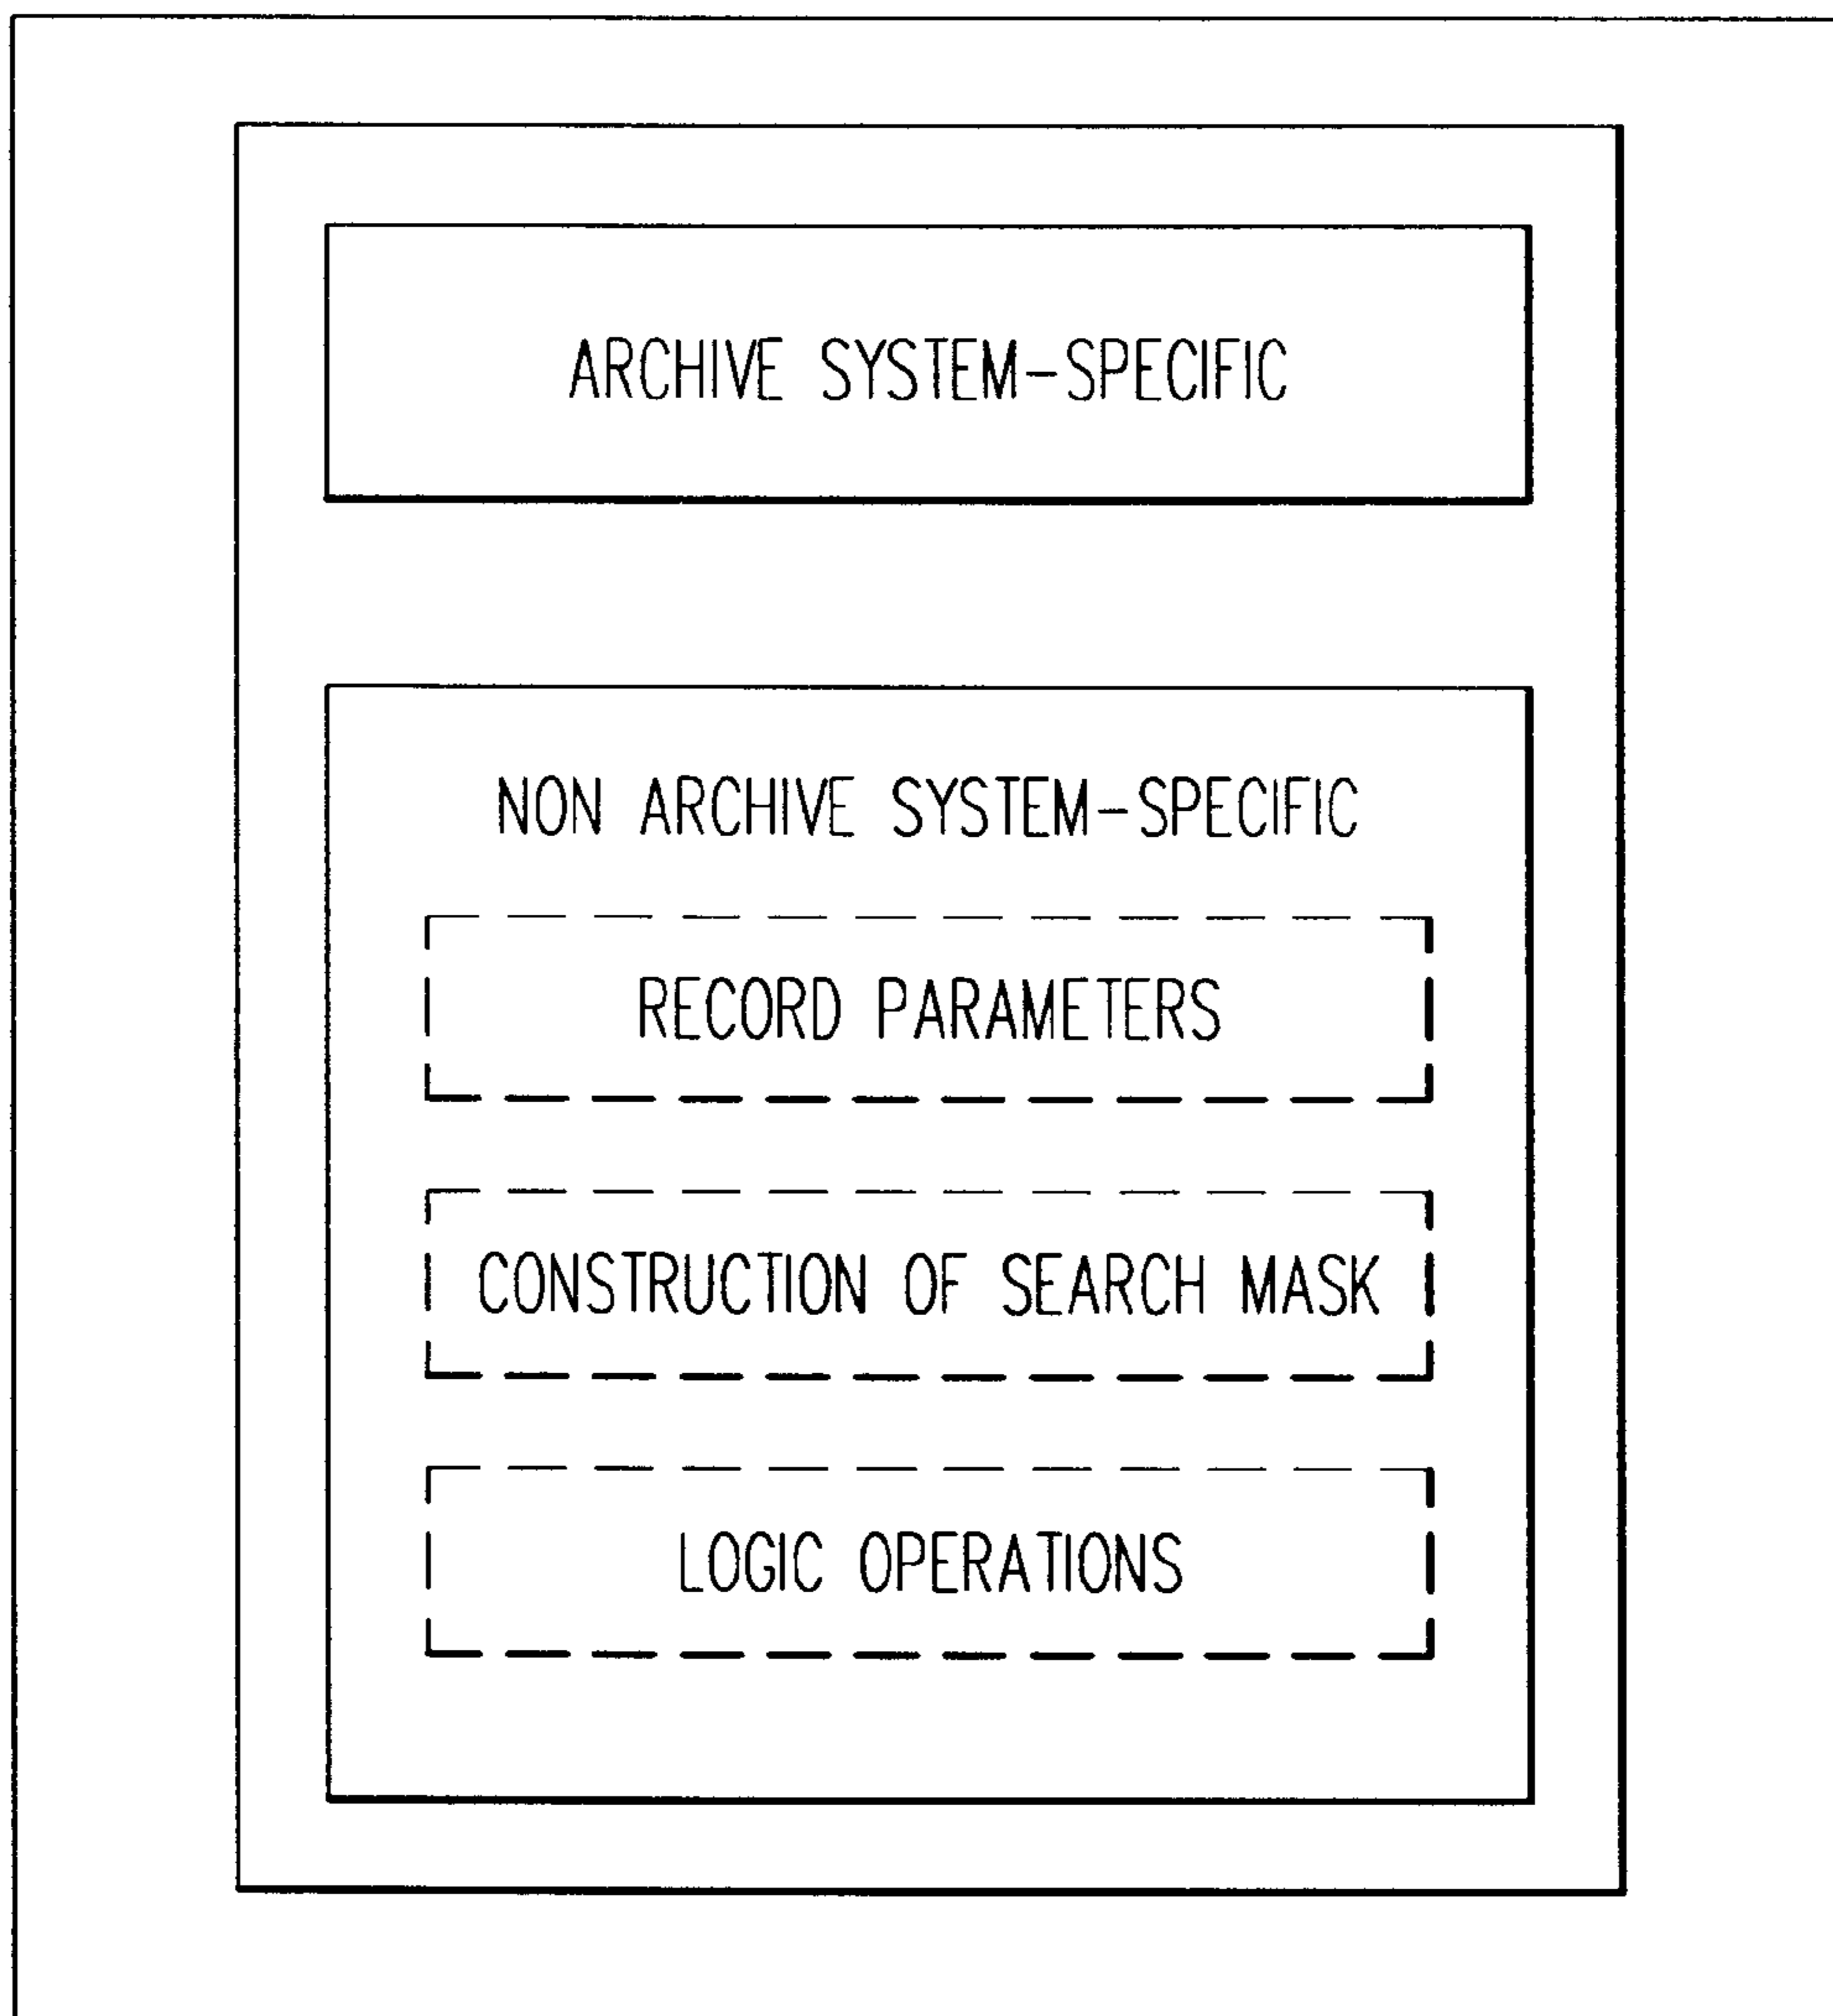 ARCHIVE SYSTEM-SPECIFIC
NON ARCHIVE SYSTEM-SPECIFIC
RECORD PARAMETERS
CONSTRUCTION OF SEARCH MASK
LOGIC OPERATIONS